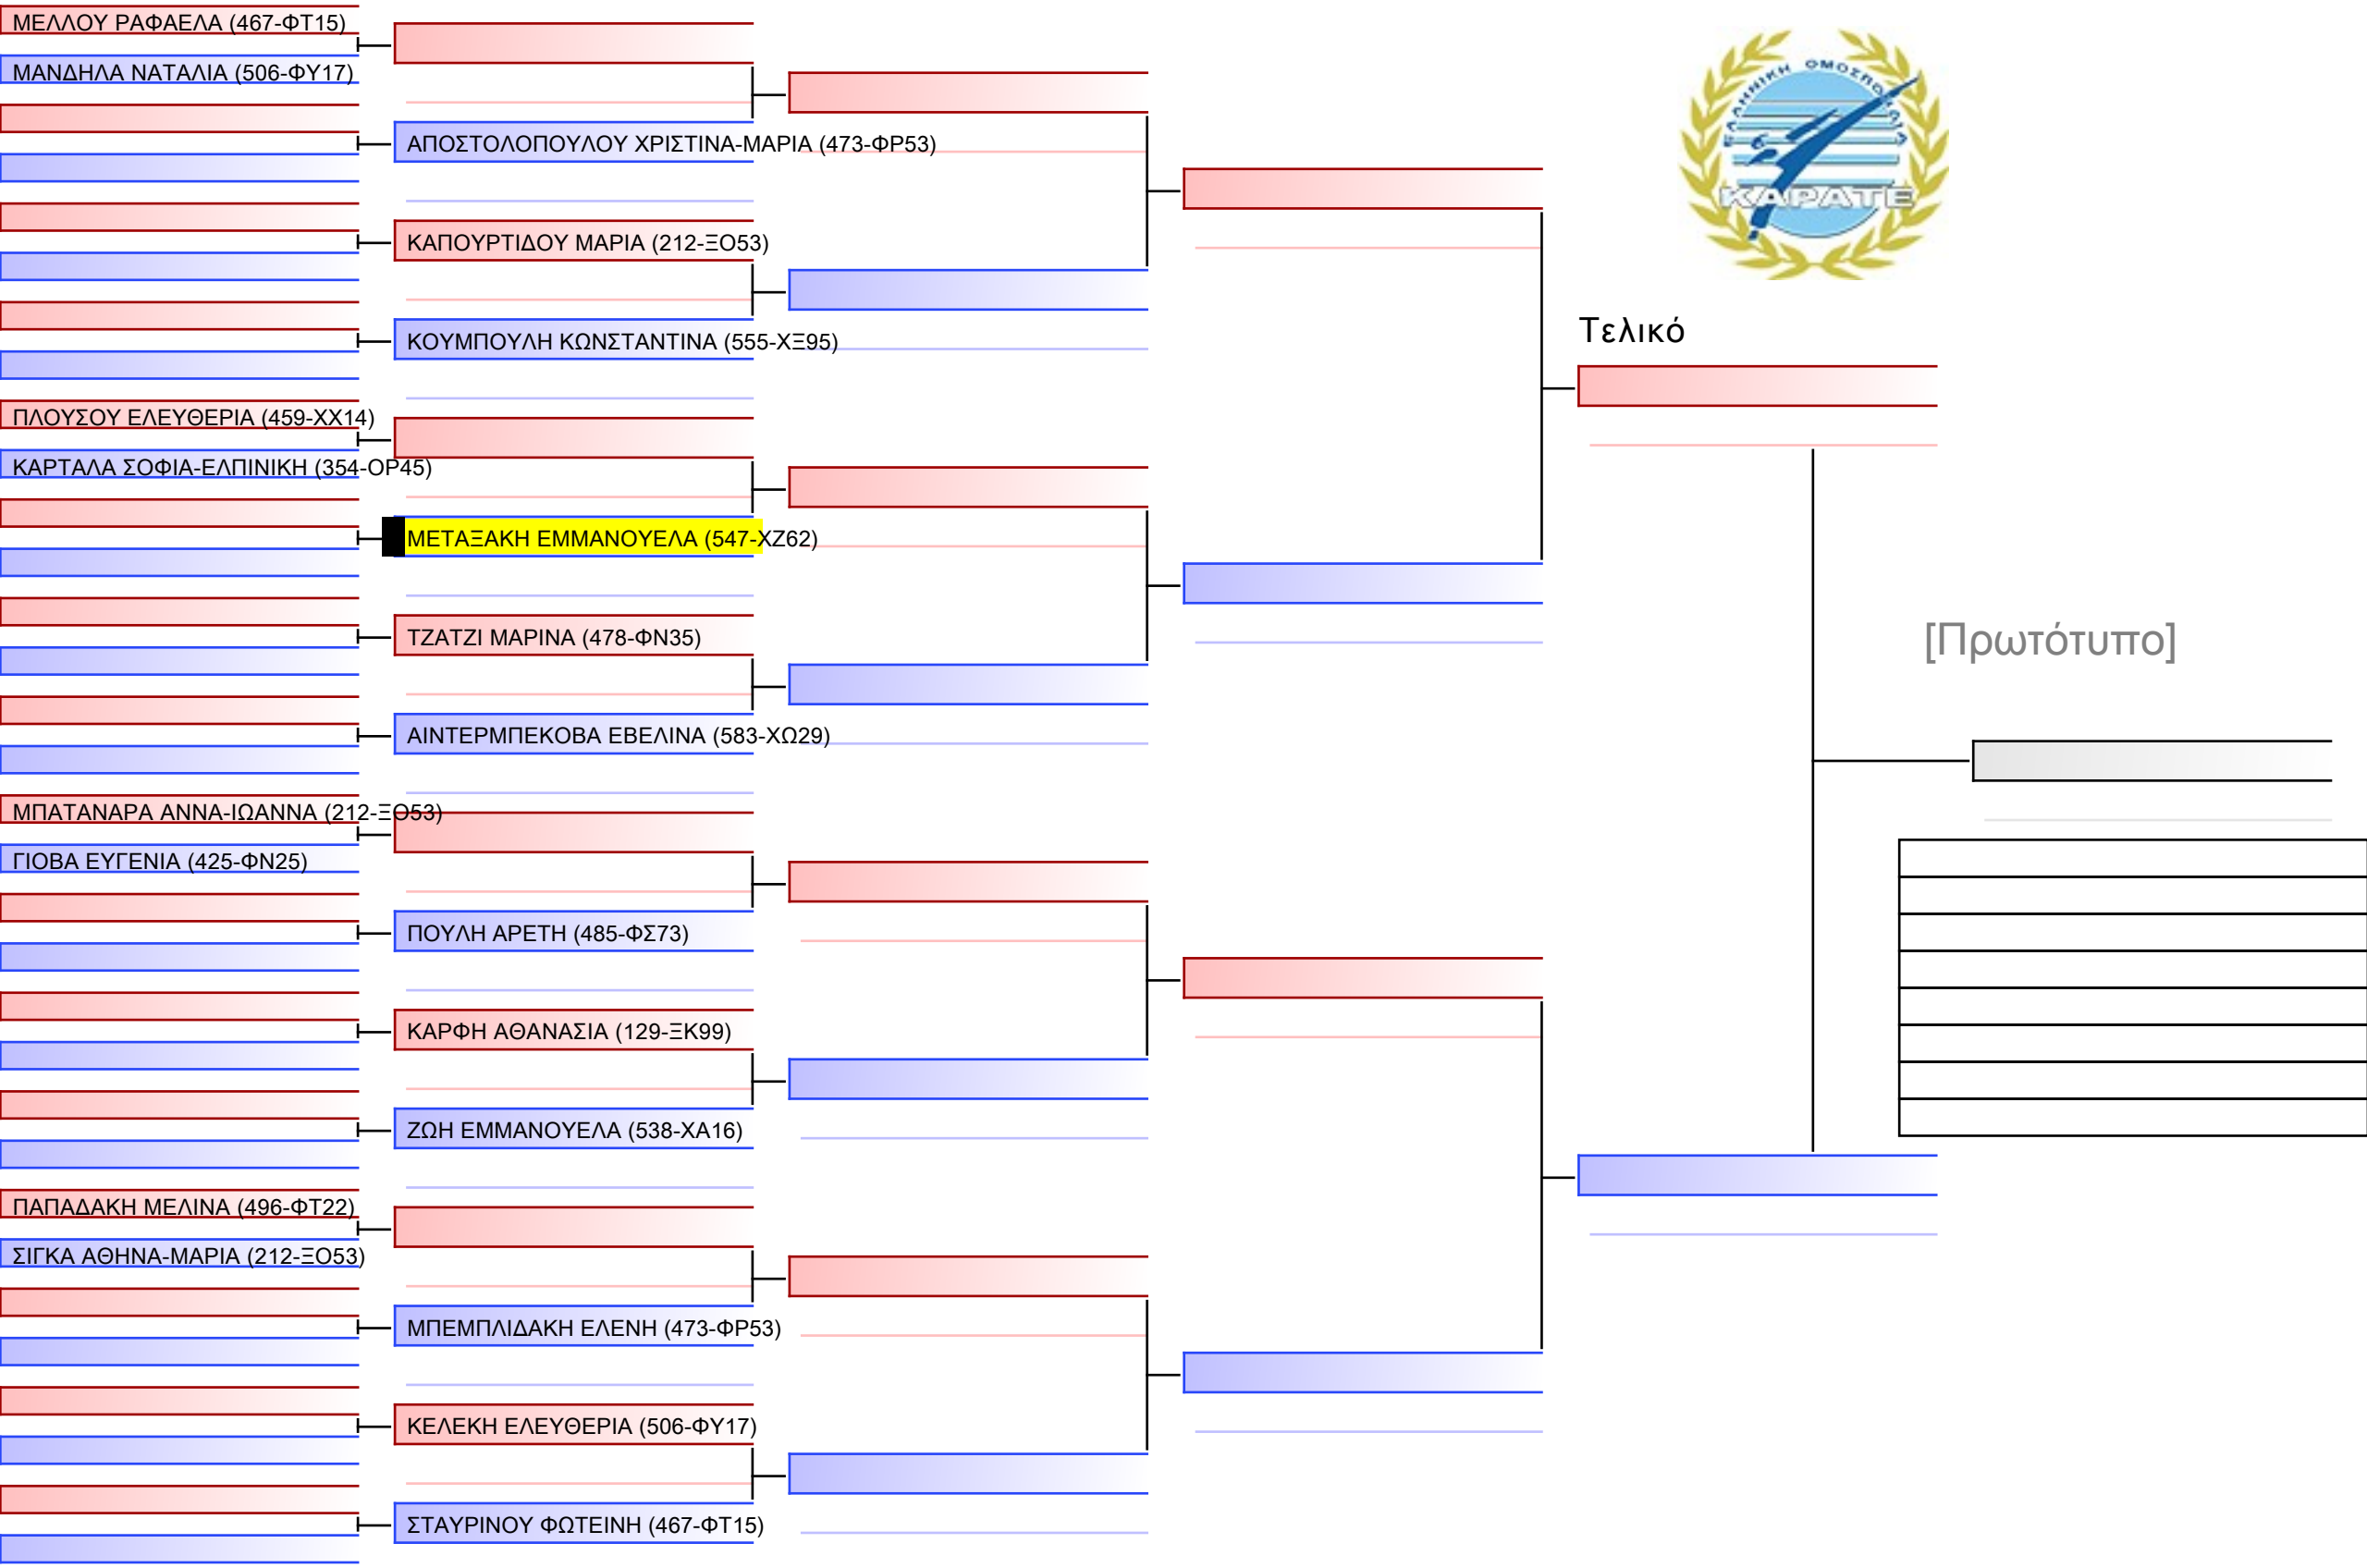 ΜΕΛΛΟΥ ΡΑΦΑΕΛΑ (467-ΦΤ15)
ΜΑΝΔΗΛΑ ΝΑΤΑΛΙΑ (506-ΦΥ17)
ΑΠΟΣΤΟΛΟΠΟΥΛΟΥ ΧΡΙΣΤΙΝΑ-ΜΑΡΙΑ (473-ΦΡ53)
ΚΑΠΟΥΡΤΙΔΟΥ ΜΑΡΙΑ (212-ΞΟ53)
ΚΟΥΜΠΟΥΛΗ ΚΩΝΣΤΑΝΤΙΝΑ (555-ΧΞ95)
ΠΛΟΥΣΟΥ ΕΛΕΥΘΕΡΙΑ (459-ΧΧ14)
ΚΑΡΤΑΛΑ ΣΟΦΙΑ-ΕΛΠΙΝΙΚΗ (354-ΟΡ45)
ΜΕΤΑΞΑΚΗ ΕΜΜΑΝΟΥΕΛΑ (547-ΧΖ62)
ΤΖΑΤΖΙ ΜΑΡΙΝΑ (478-ΦΝ35)
ΑΙΝΤΕΡΜΠΕΚΟΒΑ ΕΒΕΛΙΝΑ (583-ΧΩ29)
ΜΠΑΤΑΝΑΡΑ ΑΝΝΑ-ΙΩΑΝΝΑ (212-ΞΟ53)
ΓΙΟΒΑ ΕΥΓΕΝΙΑ (425-ΦΝ25)
ΠΟΥΛΗ ΑΡΕΤΗ (485-ΦΣ73)
ΚΑΡΦΗ ΑΘΑΝΑΣΙΑ (129-ΞΚ99)
ΖΩΗ ΕΜΜΑΝΟΥΕΛΑ (538-ΧΑ16)
ΠΑΠΑΔΑΚΗ ΜΕΛΙΝΑ (496-ΦΤ22)
ΣΙΓΚΑ ΑΘΗΝΑ-ΜΑΡΙΑ (212-ΞΟ53)
ΜΠΕΜΠΛΙΔΑΚΗ ΕΛΕΝΗ (473-ΦΡ53)
ΚΕΛΕΚΗ ΕΛΕΥΘΕΡΙΑ (506-ΦΥ17)
ΣΤΑΥΡΙΝΟΥ ΦΩΤΕΙΝΗ (467-ΦΤ15)
ΕΛΛΗΝΙΚΗ ΟΜΟΣΠΟΝΔΙΑ
ΚΑΡΑΤΕ
Τελικό
[Πρωτότυπο]